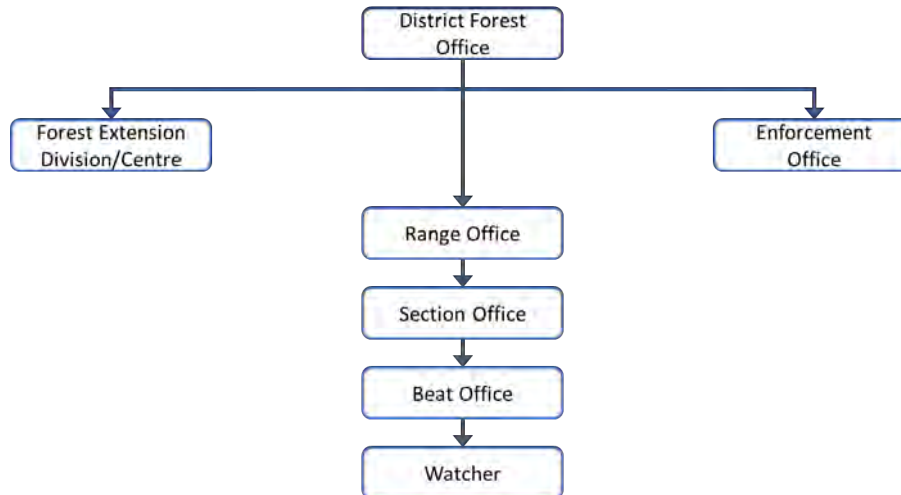 District Forest
Office
Forest Extension
Division/Centre
Enforcement
Office
Range Office
Section Office
Beat Office
Watcher